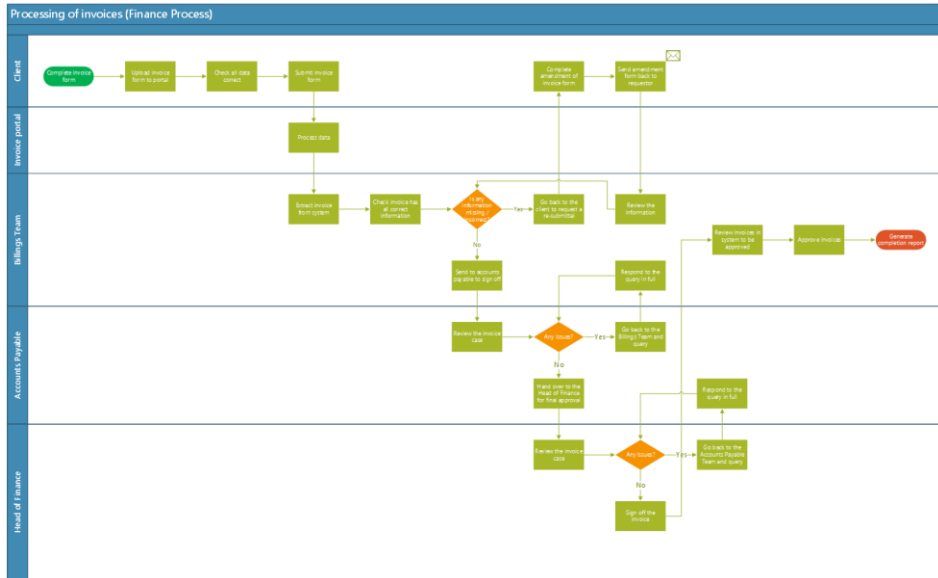 Processing of invoices (Finance Process)
Client
Complete invoice
form
Upload invoice
form to portal
Check all data
correct
Submit invoice
form
Complete
amendment of
invoice form
Send amendment
form back to
requestor
Invoice portal
Process data
Billings Team
Extract invoice
from system
Check invoice has
all correct
information
Is any
information
missing /
incorrect?
Yes
Go back to the
client to request a
re-submittal
Review the
information
No
Send to accounts
payable to sign off
Respond to the
query in full
Review invoices in
system to be
approved
Approve invoices
Generate
completion report
Accounts Payable
Review the invoice
case
Any issues?
Yes
Go back to the
Billings Team and
query
No
Hand over to the
Head of Finance
for final approval
Respond to the
query in full
Head of Finance
Review the invoice
case
Any issues?
Yes
Go back to the
Accounts Payable
Team and query
No
Sign off the
invoice